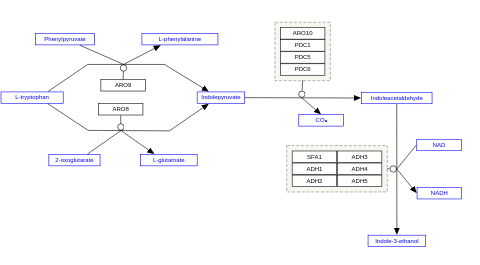 Phenylpyruvate
L-phenylalanine
ARO10
PDC1
PDC5
PDC6
ARO9
L-tryptophan
Indolepyruvate
Indoleacetaldehyde
ARO8
CO₂
2-oxoglutarate
L-glutamate
NAD
SFA1 ADH3
ADH1 ADH4
ADH2 ADH5
NADH
Indole-3-ethanol